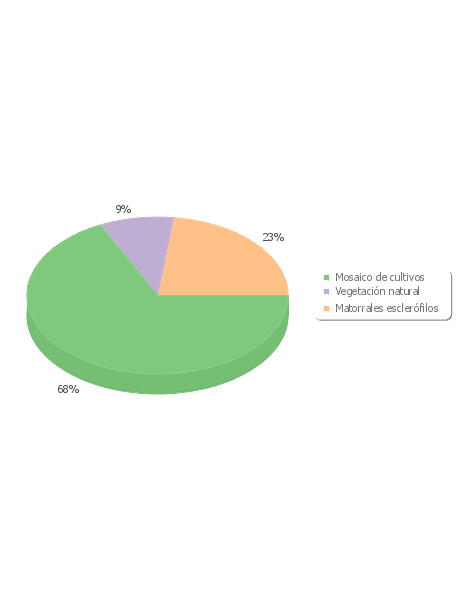 9%
23%
68%
Mosaico de cultivos
Vegetación natural
Matorrales esclerófilos